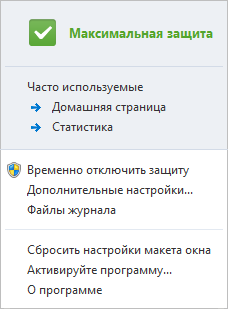 Максимальная защита
Часто используемые
Домашняя страница
Статистика
Временно отключить защиту
Дополнительные настройки...
Файлы журнала
Сбросить настройки макета окна
Активируйте программу...
О программе